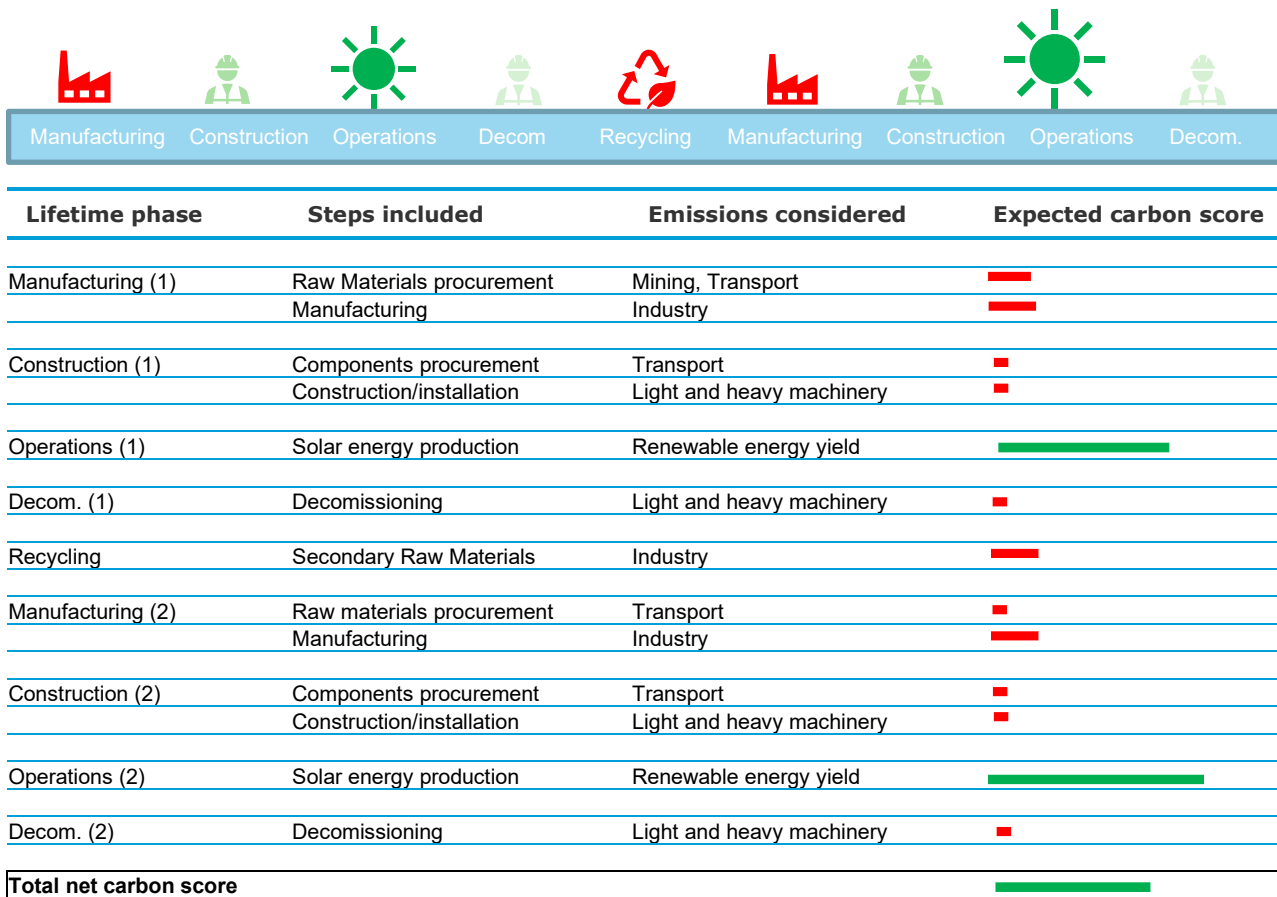 Manufacturing Construction Operations Decom Recycling Manufacturing Construction Operations Decom.
Lifetime phase Steps included Emissions considered Expected carbon score
Manufacturing (1) Raw Materials procurement Mining, Transport
Manufacturing Industry
Construction (1) Components procurement Transport
Construction/installation Light and heavy machinery
Operations (1) Solar energy production Renewable energy yield
Decom. (1) Decomissioning Light and heavy machinery
Recycling Secondary Raw Materials Industry
Manufacturing (2) Raw materials procurement Transport
Manufacturing Industry
Construction (2) Components procurement Transport
Construction/installation Light and heavy machinery
Operations (2) Solar energy production Renewable energy yield
Decom. (2) Decomissioning Light and heavy machinery
Total net carbon score